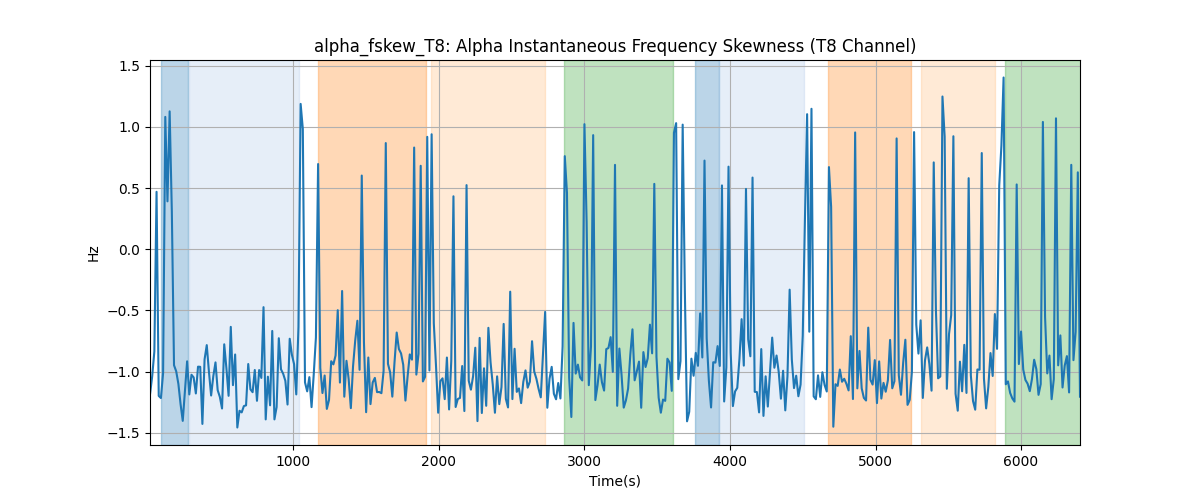 alpha_fskew_T8: Alpha Instantaneous Frequency Skewness (T8 Channel)
1.5
1.0
0.5
0.0
−0.5
−1.0
−1.5
Hz
1000 2000 3000 4000 5000 6000
Time(s)